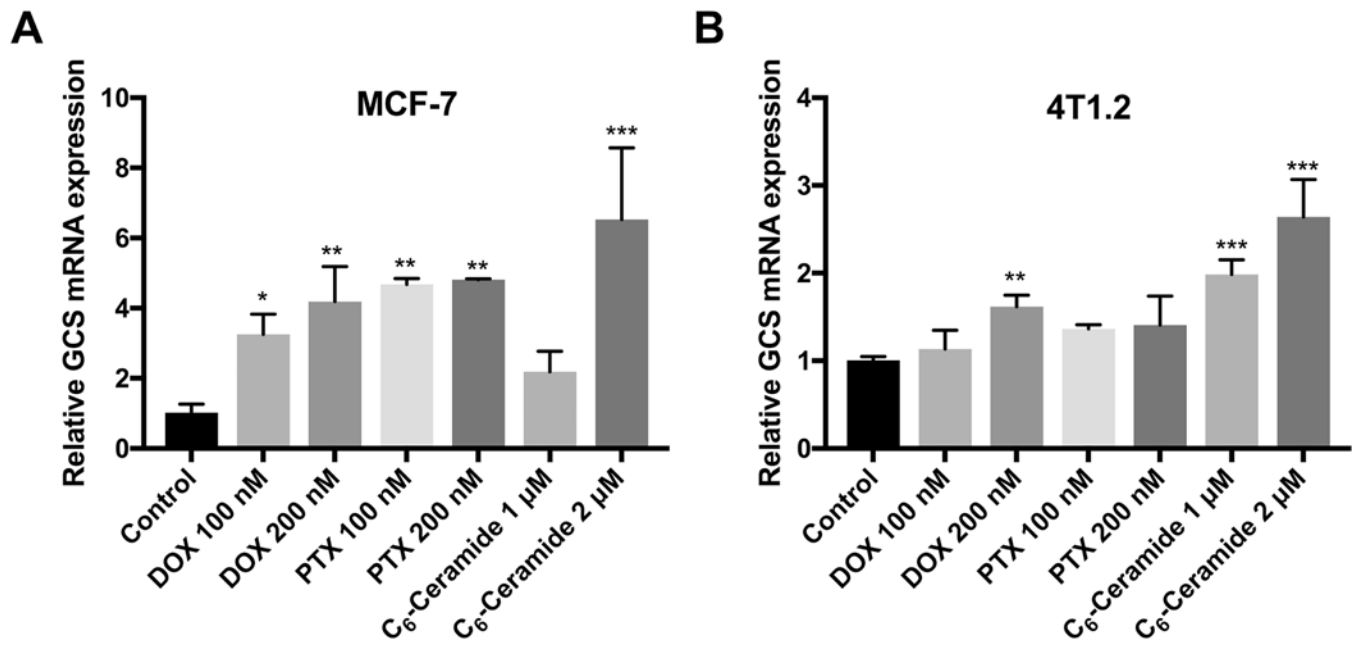 A
MCF-7
Relative GCS mRNA expression
10
8
6
4
2
0
*
**
**
**
***
Control
DOX 100 nM
DOX 200 nM
PTX 100 nM
PTX 200 nM
C₆-Ceramide 1 µM
C₆-Ceramide 2 µM
B
4T1.2
Relative GCS mRNA expression
4
3
2
1
0
**
***
***
Control
DOX 100 nM
DOX 200 nM
PTX 100 nM
PTX 200 nM
C₆-Ceramide 1 µM
C₆-Ceramide 2 µM